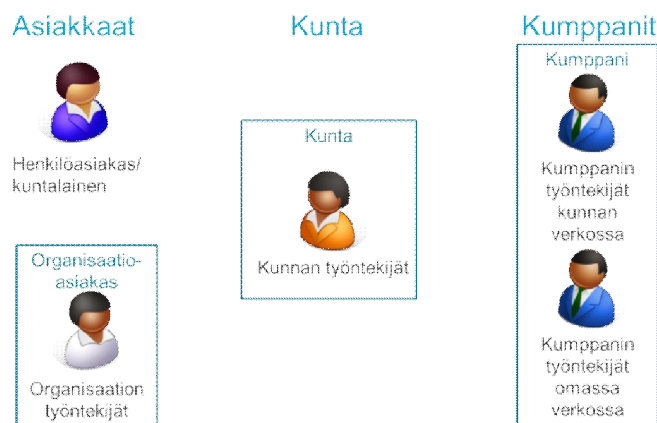 Asiakkaat
Henkilöasiakas/
kuntalainen
Organisaatio-
asiakas
Organisaation
työntekijät
Kunta
Kunta
Kunnan työntekijät
Kumppanit
Kumppani
Kumppanin
työntekijät
kunnan
verkossa
Kumppanin
työntekijät
omassa
verkossa